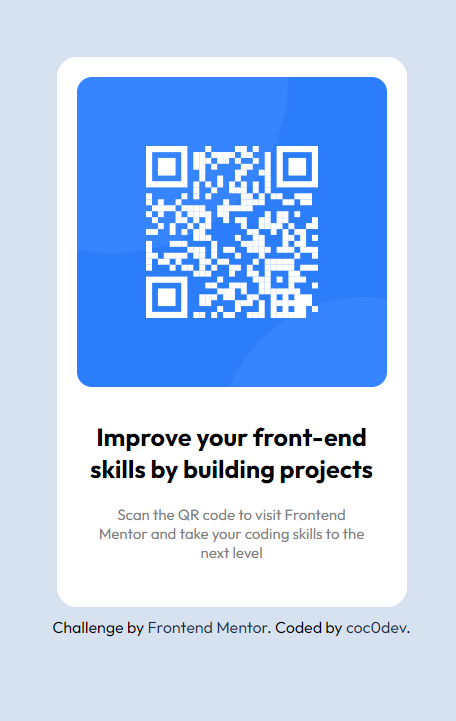 Improve your front-end
skills by building projects
Scan the QR code to visit Frontend
Mentor and take your coding skills to the
next level
Challenge by Frontend Mentor. Coded by coc0dev.